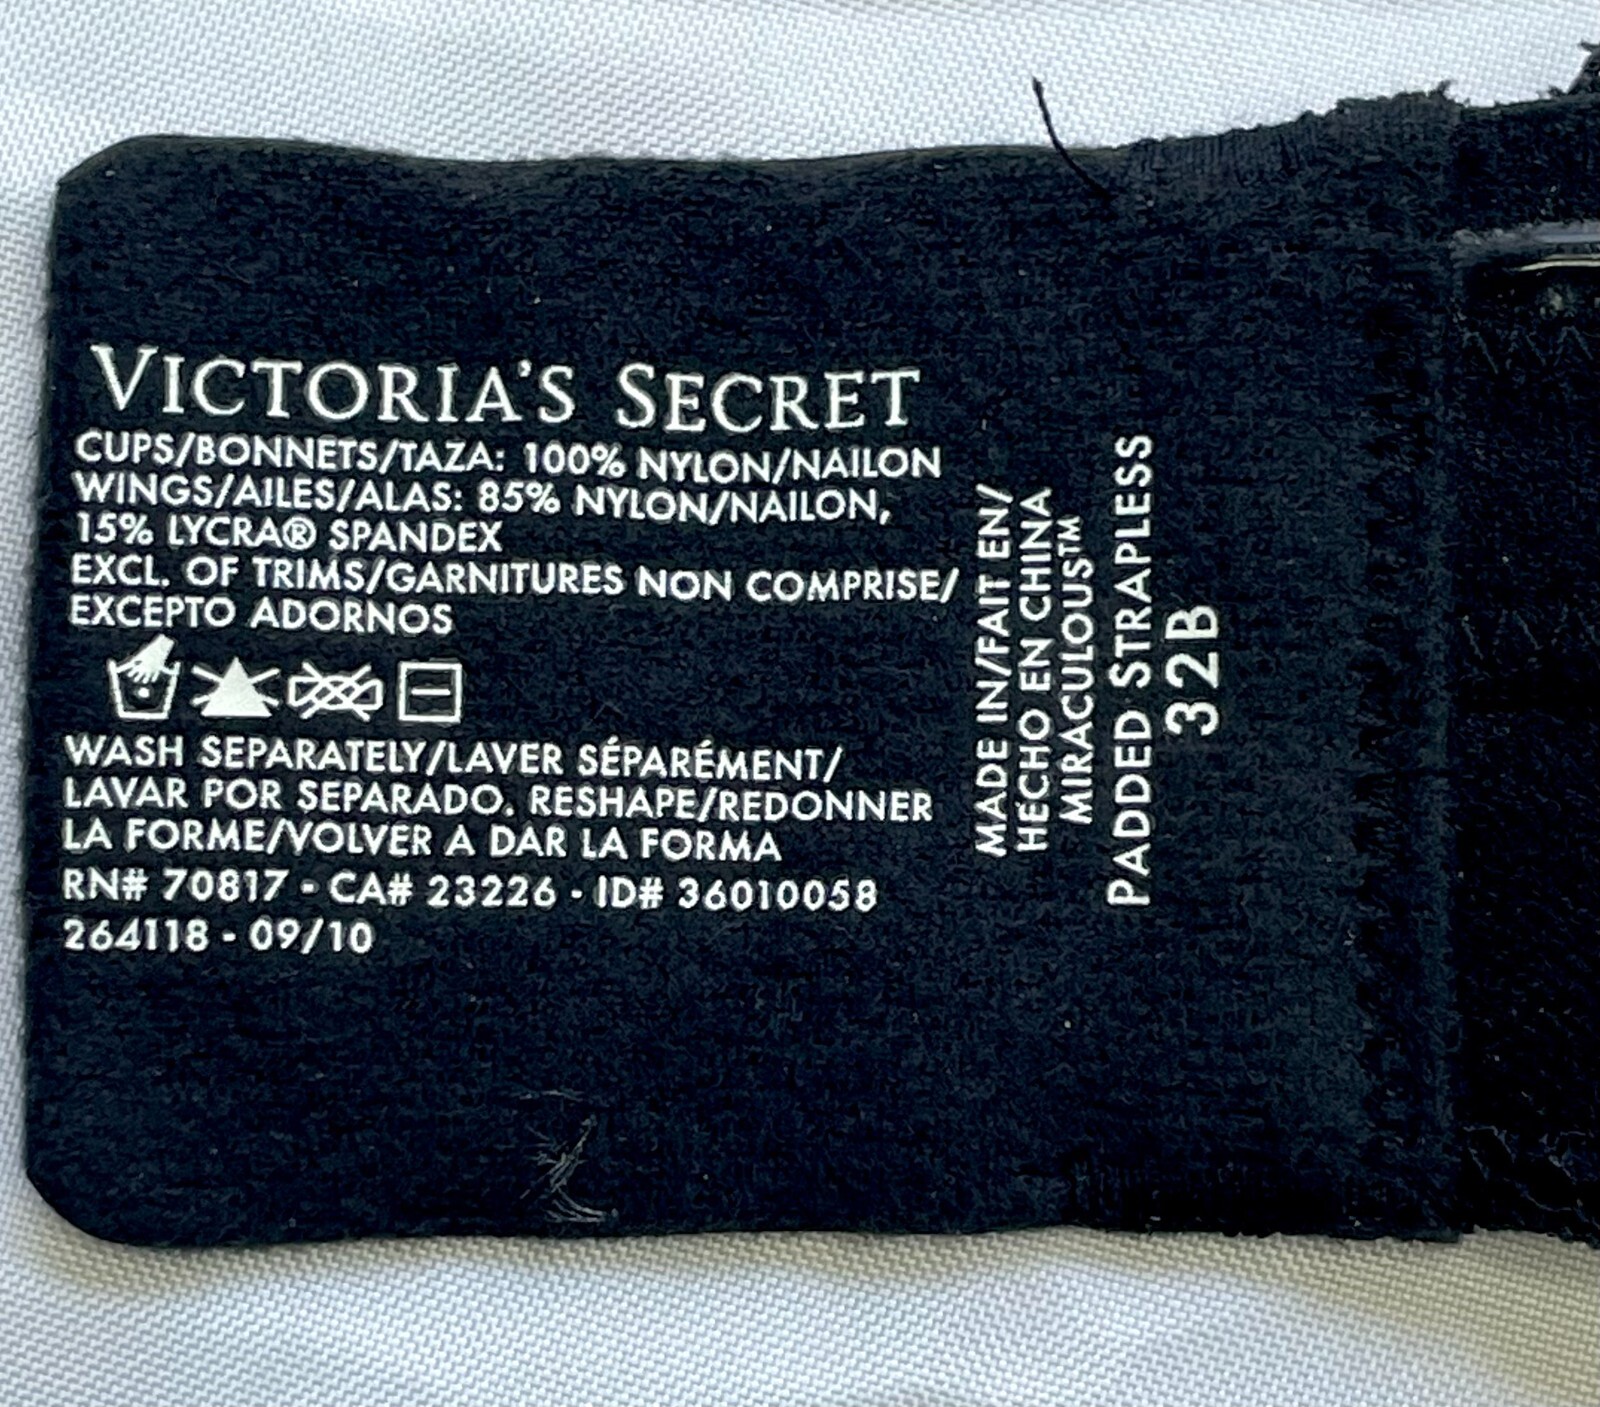 VICTORIA'S SECRET
CUPS/BONNETS/TAZA: 100% NYLON/NAILON
WINGS/AILES/ALAS: 85% NYLON/NAILON,
15% LYCRA® SPANDEX
EXCL. OF TRIMS/GARNITURES NON COMPRISE/
EXCEPTO ADORNOS
WASH SEPARATELY/LAVER SÉPARÉMENT/
LAVAR POR SEPARADO. RESHAPE/REDONNER
LA FORME/VOLVER A DAR LA FORMA
RN# 70817 - CA# 23226 - ID# 36010058
264118 - 09/10
MADE IN/FAIT EN/
HECHO EN CHINA
MIRACULOUS™
PADDED STRAPLESS
32B